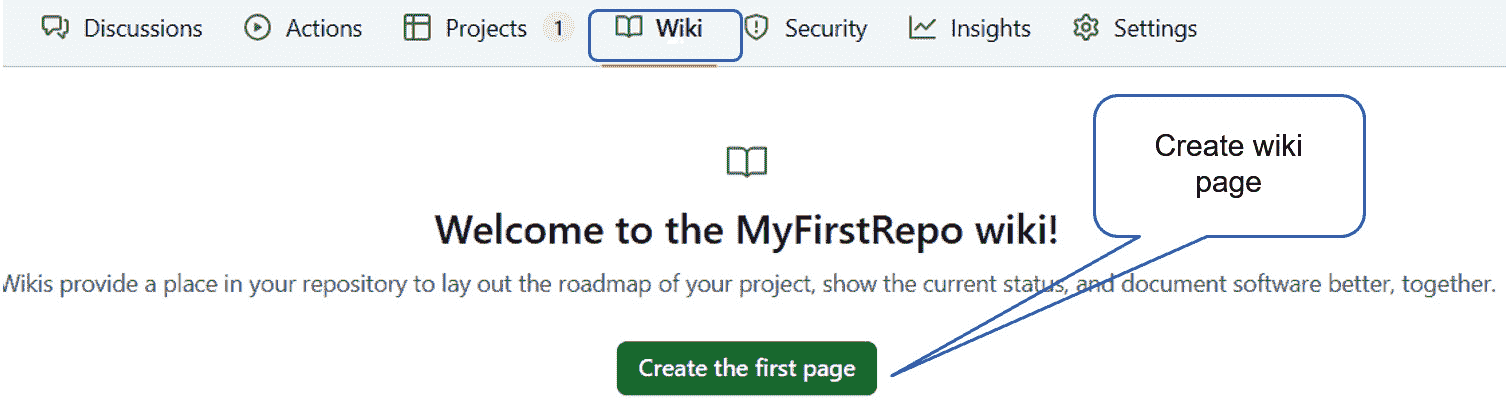 Discussions Actions Projects 1 Wiki Security Insights Settings
Create wiki
page
Welcome to the MyFirstRepo wiki!
Wikis provide a place in your repository to lay out the roadmap of your project, show the current status, and document software better, together.
Create the first page